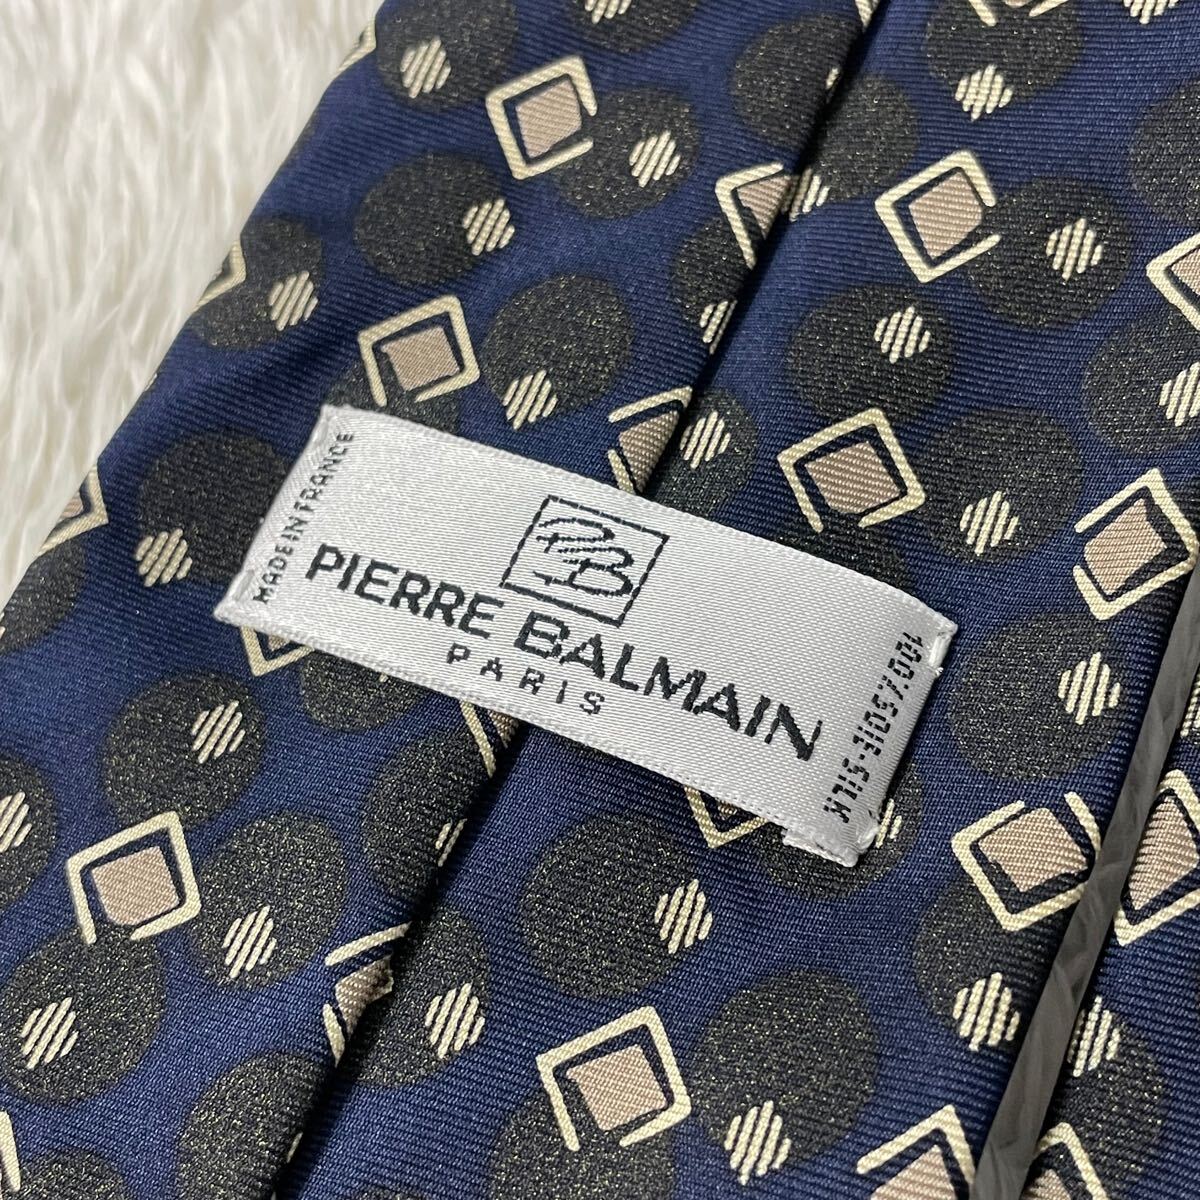 MADE IN FRANCE
PB
PIERRE BALMAIN
PARIS
100% SOIE-SILK